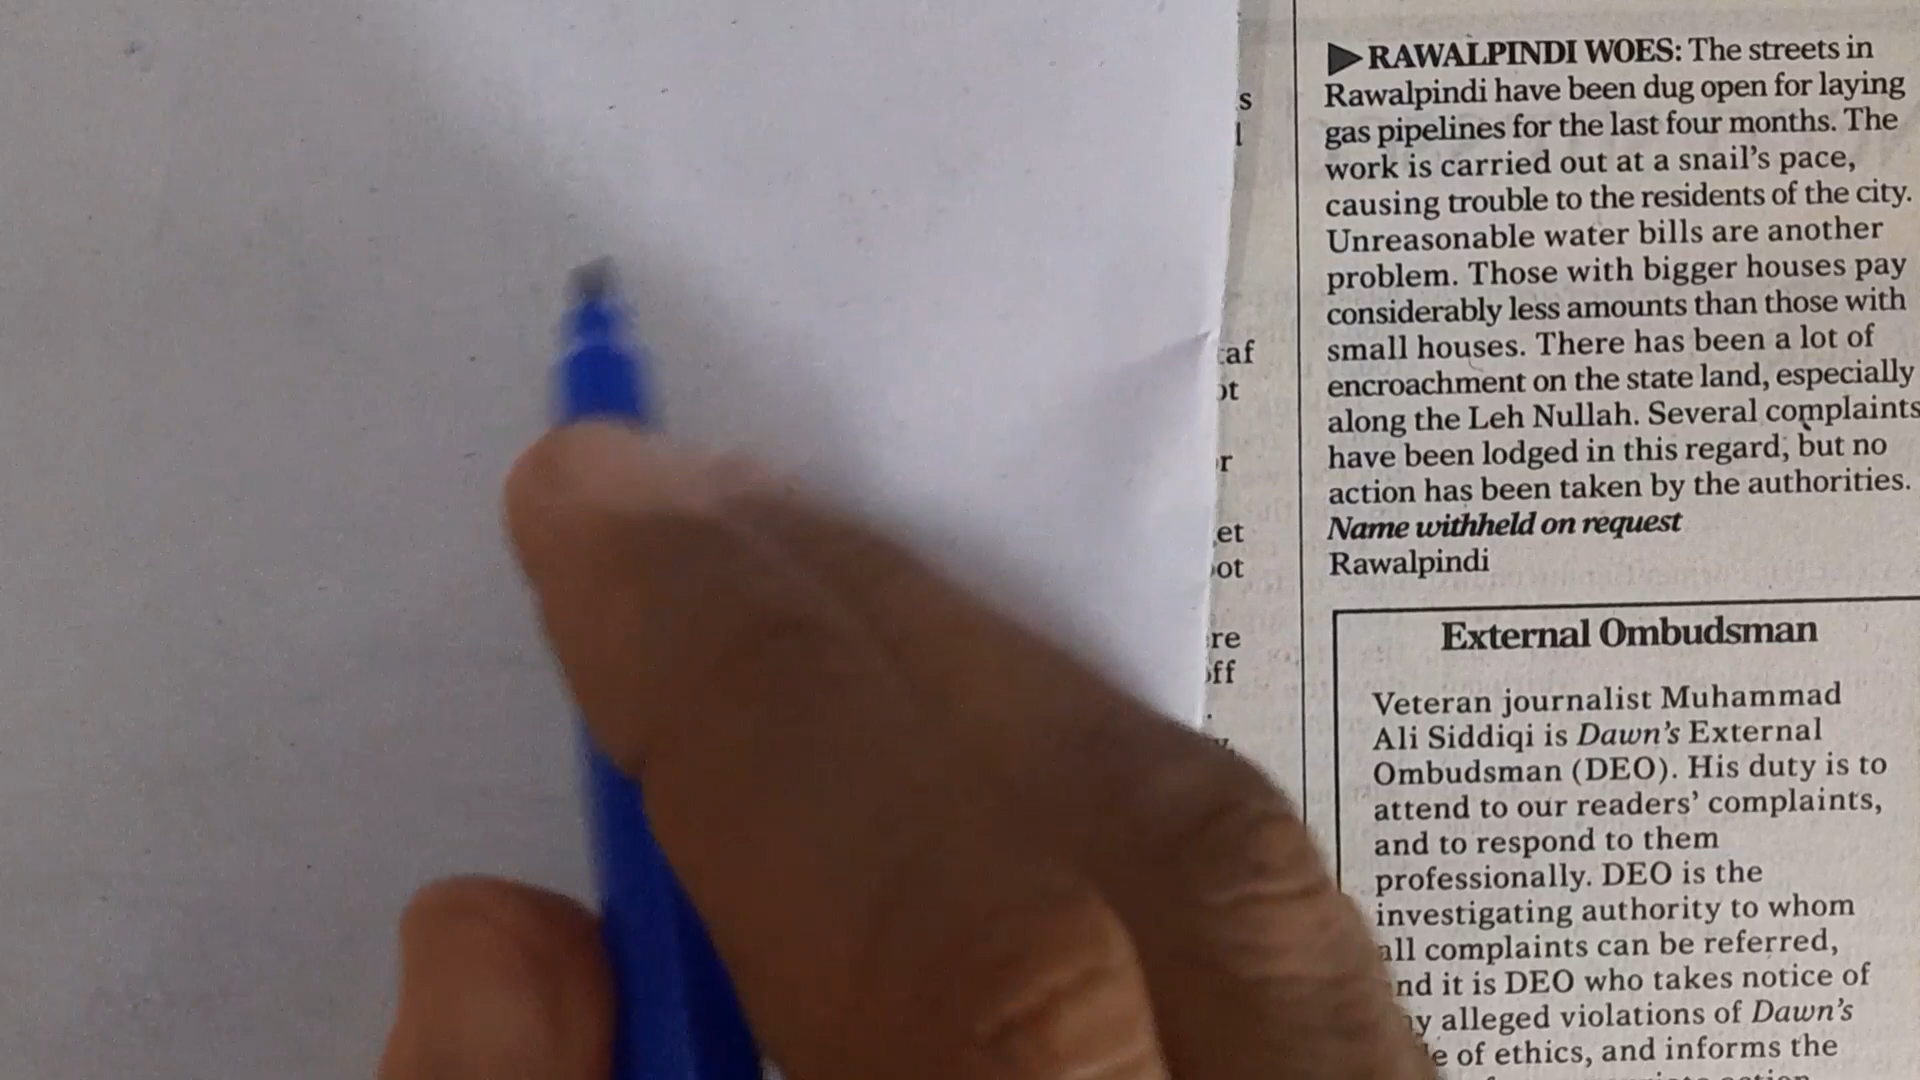 s
l
af
ot
r
et
ot
re
off
RAWALPINDI WOES: The streets in
Rawalpindi have been dug open for laying
gas pipelines for the last four months. The
work is carried out at a snail's pace,
causing trouble to the residents of the city.
Unreasonable water bills are another
problem. Those with bigger houses pay
considerably less amounts than those with
small houses. There has been a lot of
encroachment on the state land, especially
along the Leh Nullah. Several complaints
have been lodged in this regard, but no
action has been taken by the authorities.
Name withheld on request
Rawalpindi
External Ombudsman
Veteran journalist Muhammad
Ali Siddiqi is Dawn's External
Ombudsman (DEO). His duty is to
attend to our readers' complaints,
and to respond to them
professionally. DEO is the
investigating authority to whom
all complaints can be referred,
nd it is DEO who takes notice of
y alleged violations of Dawn's
e of ethics, and informs the